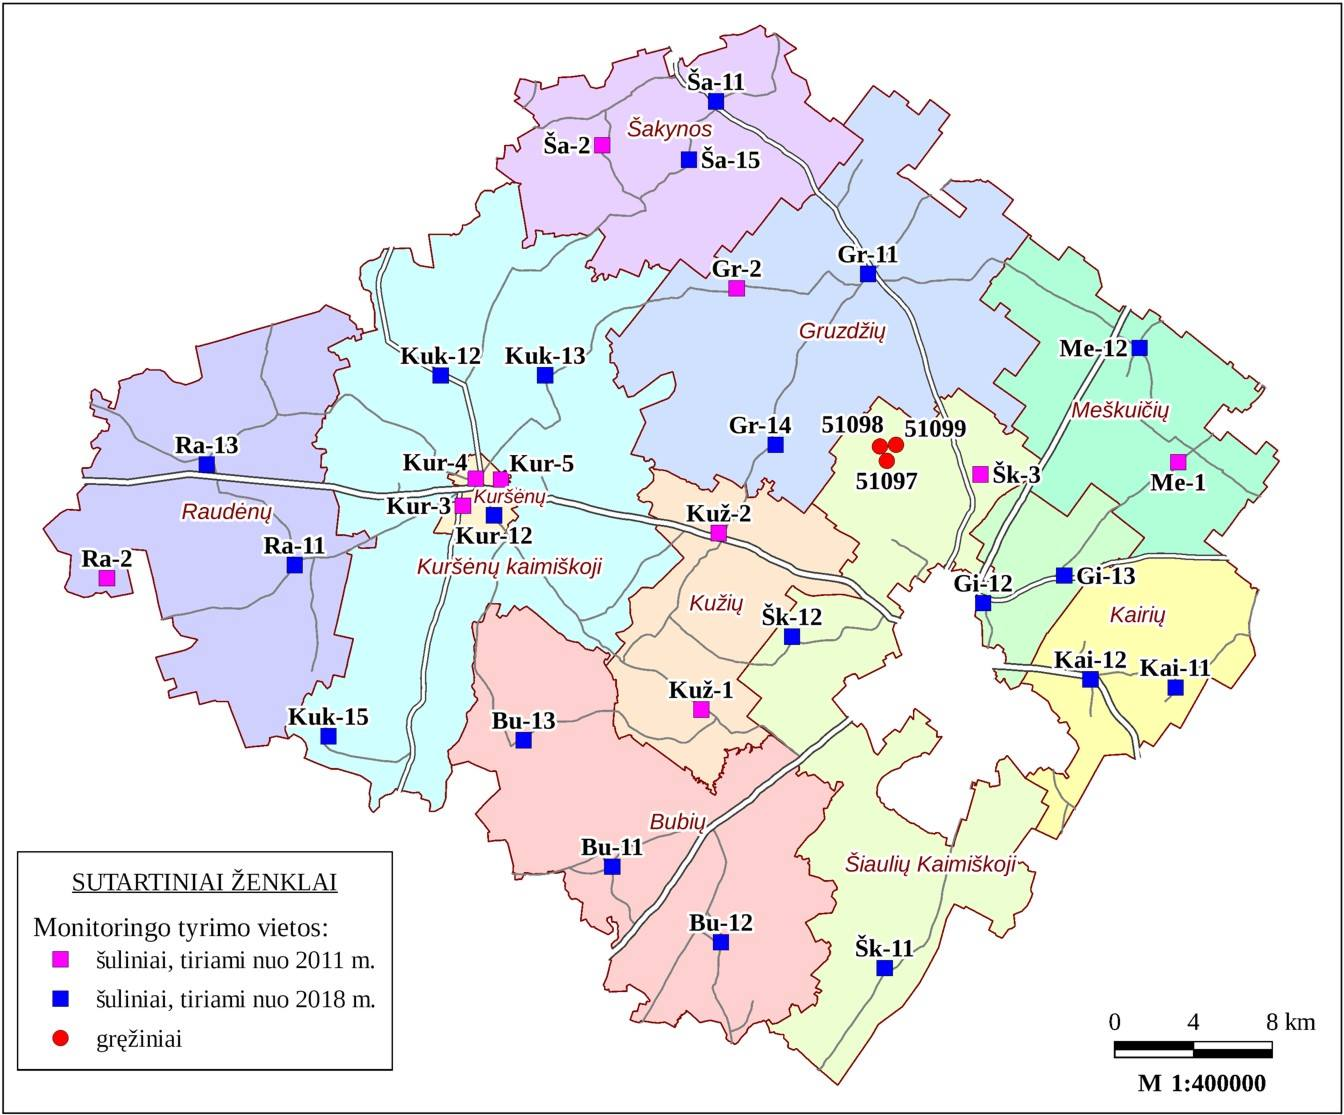 Ša-11
Šakynos
Ša-2
Ša-15
Gr-11
Gr-2
Gruzdžių
Me-12
Kuk-12
Kuk-13
Meškuičių
Gr-14
51098
51099
Ra-13
Kur-4
Kur-5
51097
Šk-3
Me-1
Kuršėnų
Kur-3
Raudėnų
Kuž-2
Kur-12
Ra-11
Ra-2
Kuršėnų kaimiškoji
Gi-12
Gi-13
Kužių
Šk-12
Kairių
Kai-12
Kai-11
Kuž-1
Kuk-15
Bu-13
Bubių
Bu-11
Šiaulių Kaimiškoji
Bu-12
Šk-11
SUTARTINIAI ŽENKLAI
Monitoringo tyrimo vietos:
šuliniai, tiriami nuo 2011 m.
šuliniai, tiriami nuo 2018 m.
gręžiniai
0 4 8 km
M 1:400000